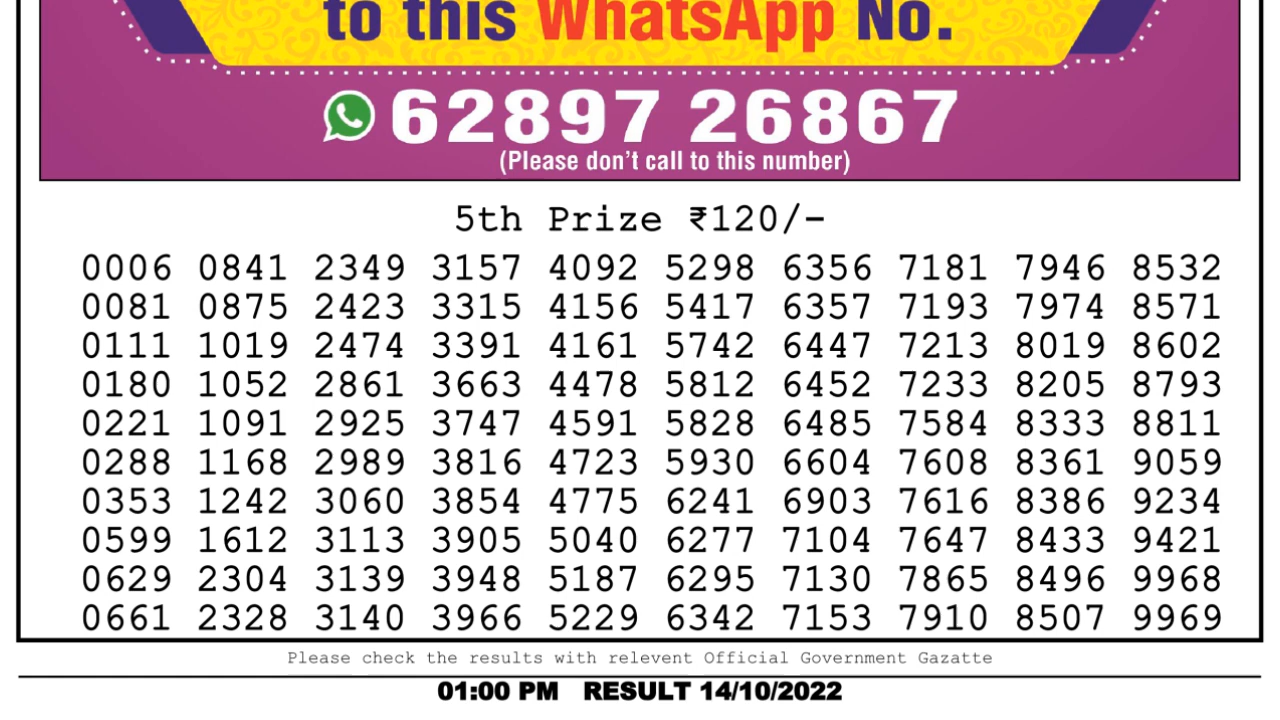 to this WhatsApp No.
62897 26867
(Please don't call to this number)
5th Prize ₹120/-
0006 0841 2349 3157 4092 5298 6356 7181 7946 8532
0081 0875 2423 3315 4156 5417 6357 7193 7974 8571
0111 1019 2474 3391 4161 5742 6447 7213 8019 8602
0180 1052 2861 3663 4478 5812 6452 7233 8205 8793
0221 1091 2925 3747 4591 5828 6485 7584 8333 8811
0288 1168 2989 3816 4723 5930 6604 7608 8361 9059
0353 1242 3060 3854 4775 6241 6903 7616 8386 9234
0599 1612 3113 3905 5040 6277 7104 7647 8433 9421
0629 2304 3139 3948 5187 6295 7130 7865 8496 9968
0661 2328 3140 3966 5229 6342 7153 7910 8507 9969
Please check the results with relevent Official Government Gazatte
01:00 PM RESULT 14/10/2022